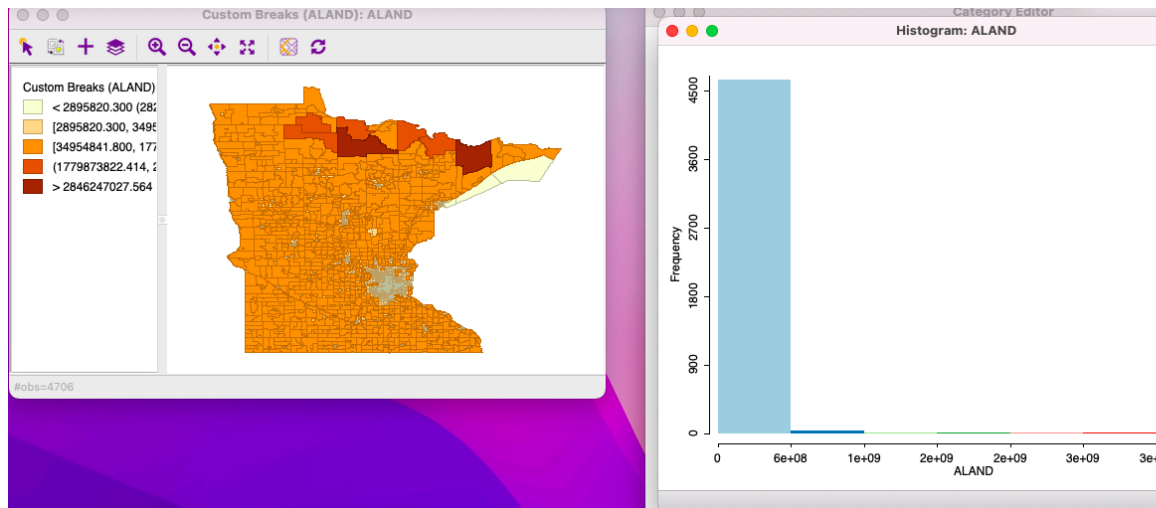 Custom Breaks (ALAND): ALAND
Custom Breaks (ALAND)
< 2895820.300 (282
[2895820.300, 3495
[34954841.800, 177
(1779873822.414, 2
> 2846247027.564
#obs=4706
Category Editor
Histogram: ALAND
4500
3600
2700
1800
900
0
Frequency
0 6e+08 1e+09 2e+09 2e+09 3e+09 3e+
ALAND